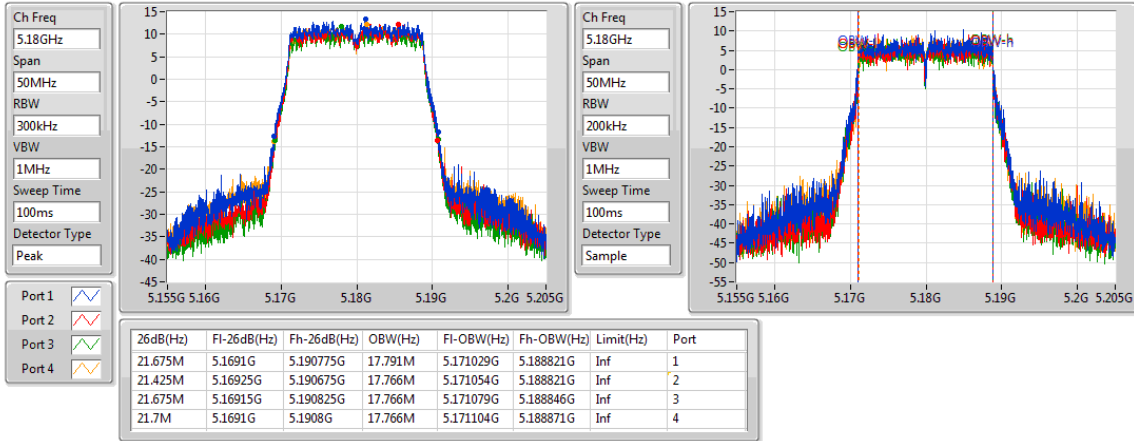 Ch Freq
5.18GHz
Span
50MHz
RBW
300kHz
VBW
1MHz
Sweep Time
100ms
Detector Type
Peak
15
10
5
0
-5
-10
-15
-20
-25
-30
-35
-40
-45
5.155G 5.16G 5.17G 5.18G 5.19G 5.2G 5.205G
Ch Freq
5.18GHz
Span
50MHz
RBW
200kHz
VBW
1MHz
Sweep Time
100ms
Detector Type
Sample
15
10
5
0
-5
-10
-15
-20
-25
-30
-35
-40
-45
-50
-55
OBW-h
5.155G 5.16G 5.17G 5.18G 5.19G 5.2G 5.205G
Port 1
Port 2
Port 3
Port 4
26dB(Hz) Fl-26dB(Hz) Fh-26dB(Hz) OBW(Hz) Fl-OBW(Hz) Fh-OBW(Hz) Limit(Hz) Port
21.675M 5.1691G 5.190775G 17.791M 5.171029G 5.188821G Inf 1
21.425M 5.16925G 5.190675G 17.766M 5.171054G 5.188821G Inf 2
21.675M 5.16915G 5.190825G 17.766M 5.171079G 5.188846G Inf 3
21.7M 5.1691G 5.1908G 17.766M 5.171104G 5.188871G Inf 4